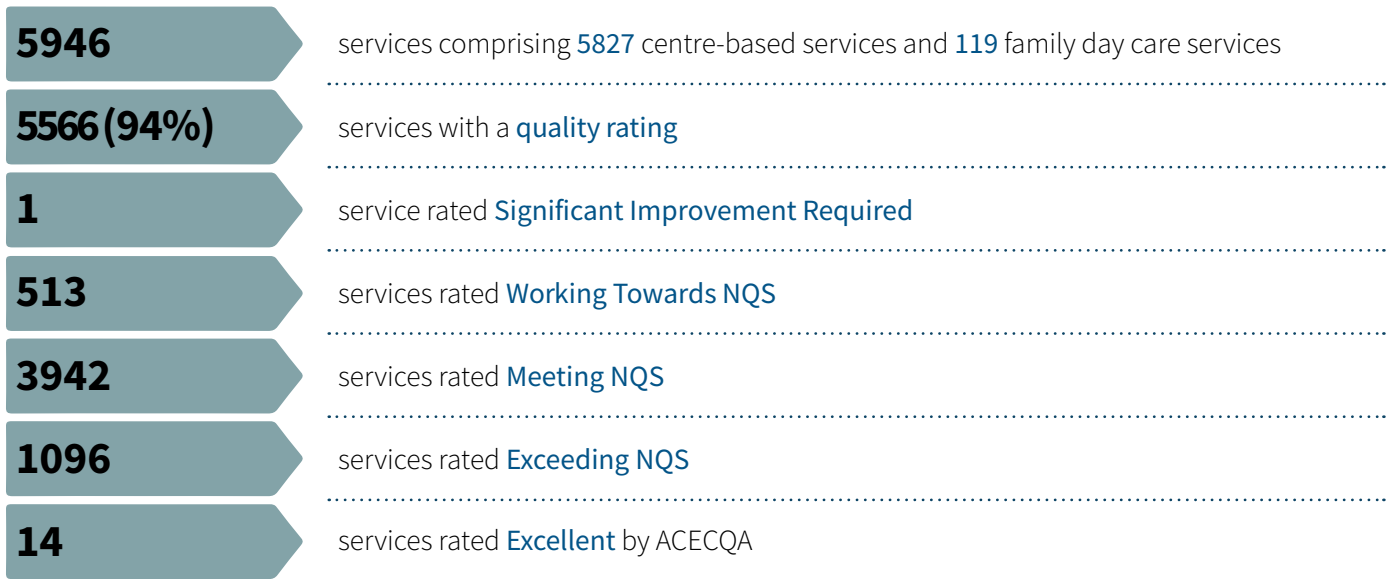 5946 services comprising 5827 centre-based services and 119 family day care services
5566 (94%) services with a quality rating
1 service rated Significant Improvement Required
513 services rated Working Towards NQS
3942 services rated Meeting NQS
1096 services rated Exceeding NQS
14 services rated Excellent by ACECQA